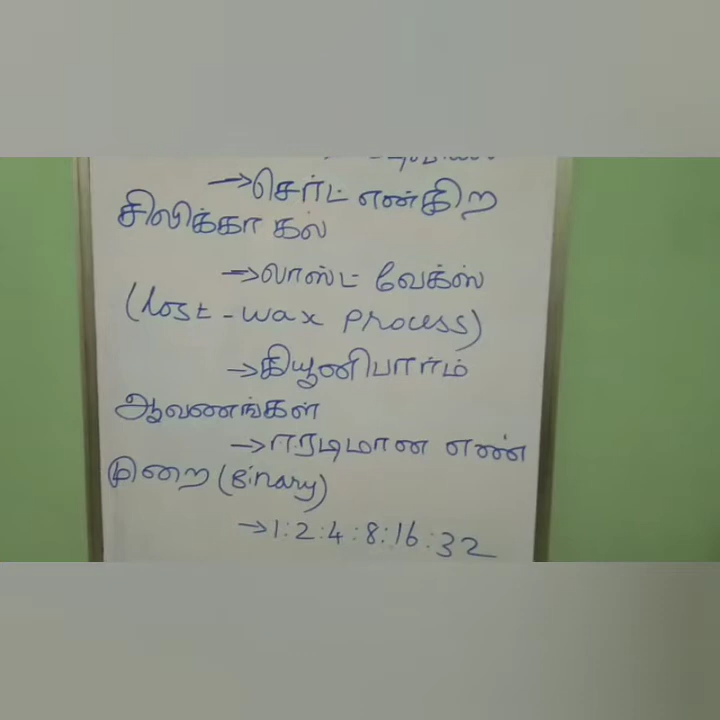 →செர்ட் என்கிற
சிலிக்கா கல்
→லாஸ்ட் வேக்ஸ்
(Lost-wax process)
→கியூனிபார்ம்
ஆவணங்கள்
→ஈரடிமான எண்
முறை (Binary)
→1:2:4:8:16:32